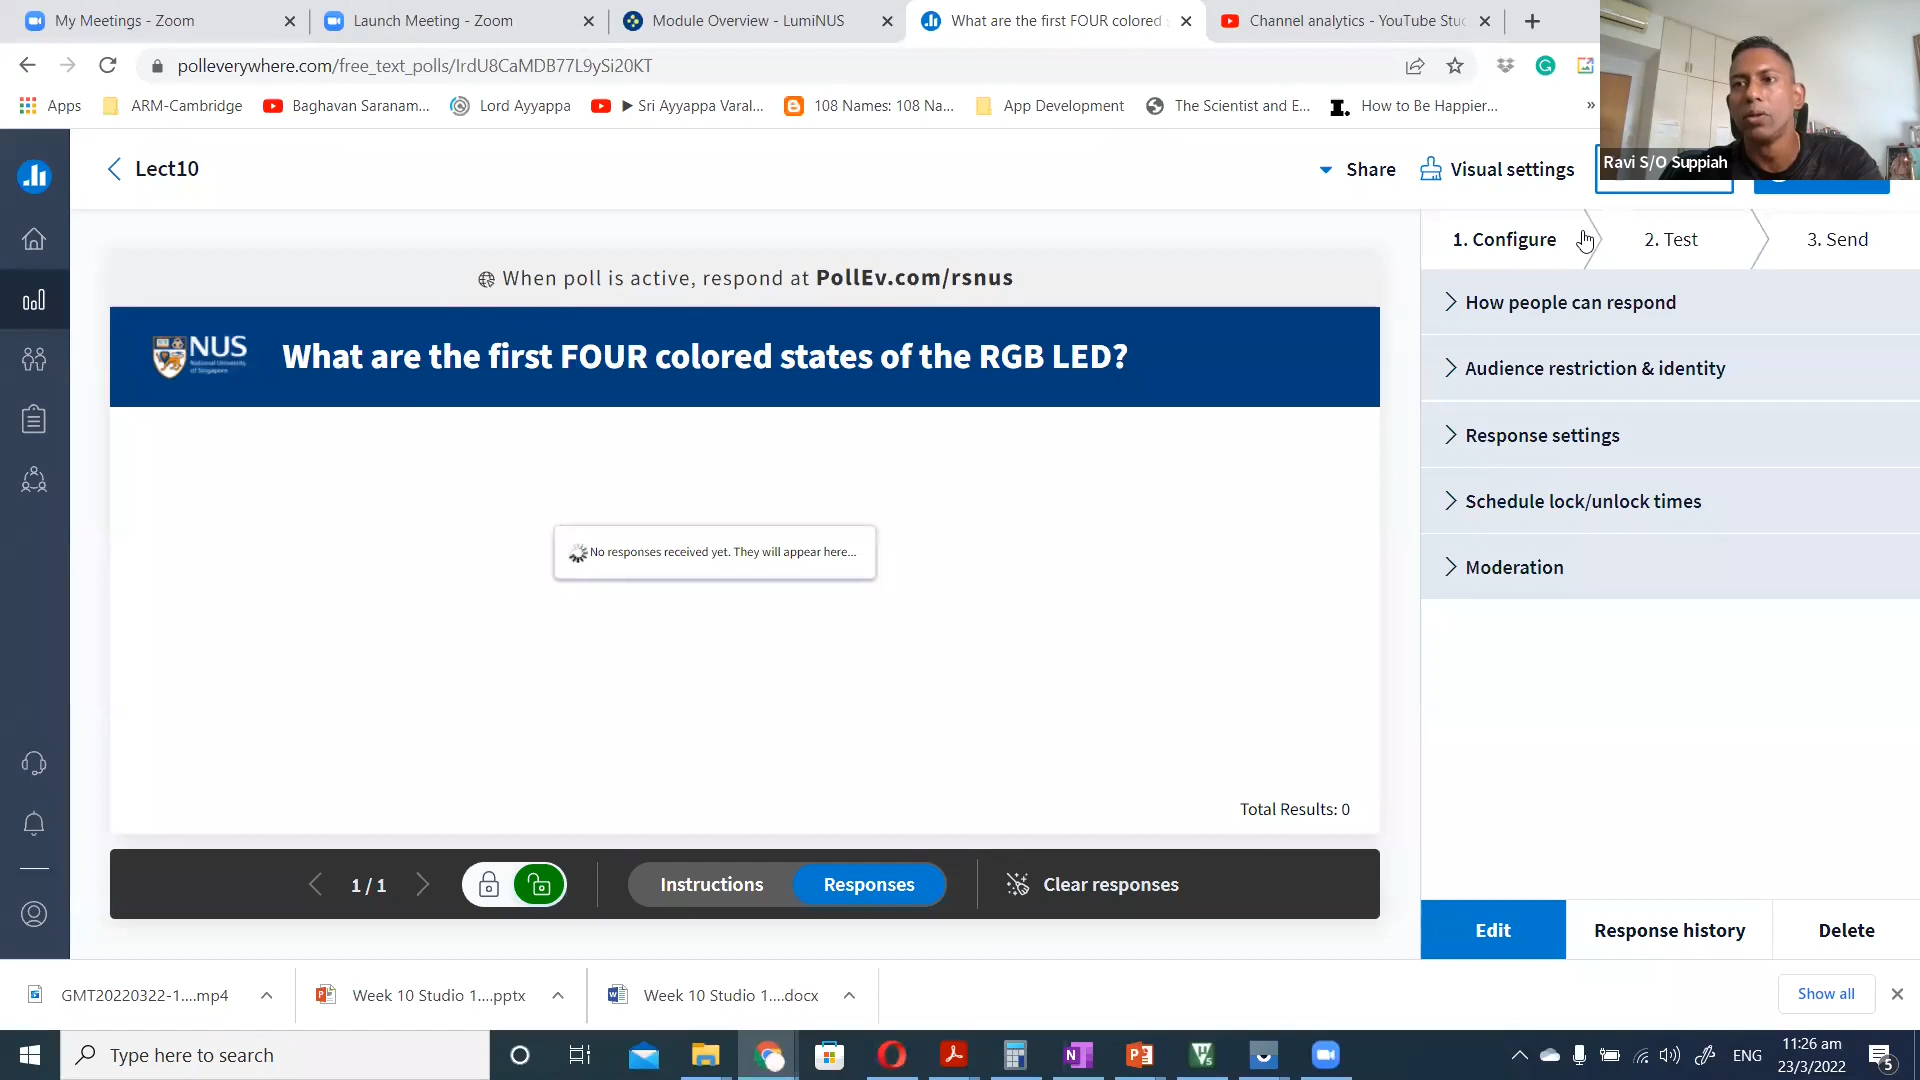 My Meetings - Zoom
Launch Meeting - Zoom
Module Overview - LumiNUS
What are the first FOUR colored
Channel analytics - YouTube Stu
polleverywhere.com/free_text_polls/IrdU8CaMDB77L9ySi20KT
Apps
ARM-Cambridge
Baghavan Saranam...
Lord Ayyappa
▶ Sri Ayyappa Varal...
108 Names: 108 Na...
App Development
The Scientist and E...
How to Be Happier...
»
Ravi S/O Suppiah
Lect10
Share
Visual settings
1. Configure
2. Test
3. Send
When poll is active, respond at PollEv.com/rsnus
NUS
National University
of Singapore
What are the first FOUR colored states of the RGB LED?
How people can respond
Audience restriction & identity
Response settings
Schedule lock/unlock times
Moderation
No responses received yet. They will appear here...
Total Results: 0
1 / 1
Instructions
Responses
Clear responses
Edit
Response history
Delete
GMT20220322-1....mp4
Week 10 Studio 1....pptx
Week 10 Studio 1....docx
Show all
Type here to search
ENG
11:26 am
23/3/2022
5